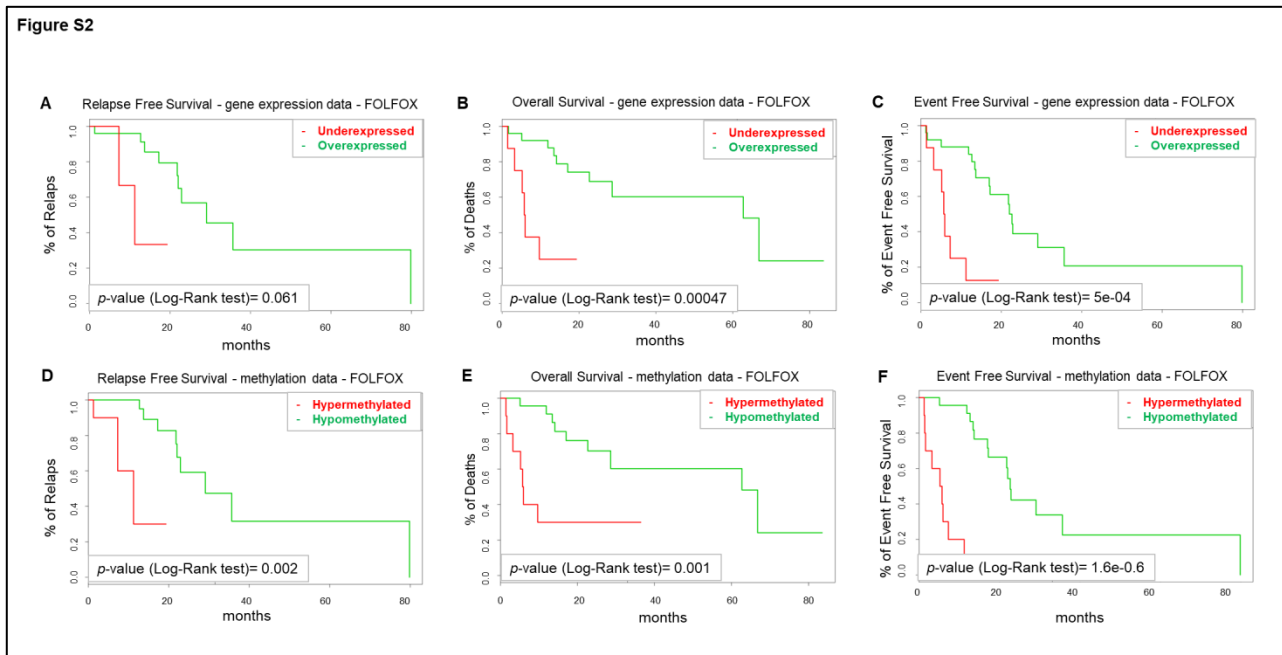 Figure S2
A
Relapse Free Survival - gene expression data - FOLFOX
- Underexpressed
- Overexpressed
% of Relaps
0.0 0.2 0.4 0.6 0.8 1.0
p-value (Log-Rank test)= 0.061
0 20 40 60 80
months
B
Overall Survival - gene expression data - FOLFOX
- Underexpressed
- Overexpressed
% of Deaths
0.0 0.2 0.4 0.6 0.8 1.0
p-value (Log-Rank test)= 0.00047
0 20 40 60 80
months
C
Event Free Survival - gene expression data - FOLFOX
- Underexpressed
- Overexpressed
% of Event Free Survival
0.0 0.2 0.4 0.6 0.8 1.0
p-value (Log-Rank test)= 5e-04
0 20 40 60 80
months
D
Relapse Free Survival - methylation data - FOLFOX
- Hypermethylated
- Hypomethylated
% of Relaps
0.0 0.2 0.4 0.6 0.8 1.0
p-value (Log-Rank test)= 0.002
0 20 40 60 80
months
E
Overall Survival - methylation data - FOLFOX
- Hypermethylated
- Hypomethylated
% of Deaths
0.0 0.2 0.4 0.6 0.8 1.0
p-value (Log-Rank test)= 0.001
0 20 40 60 80
months
F
Event Free Survival - methylation data - FOLFOX
- Hypermethylated
- Hypomethylated
% of Event Free Survival
0.0 0.2 0.4 0.6 0.8 1.0
p-value (Log-Rank test)= 1.6e-0.6
0 20 40 60 80
months